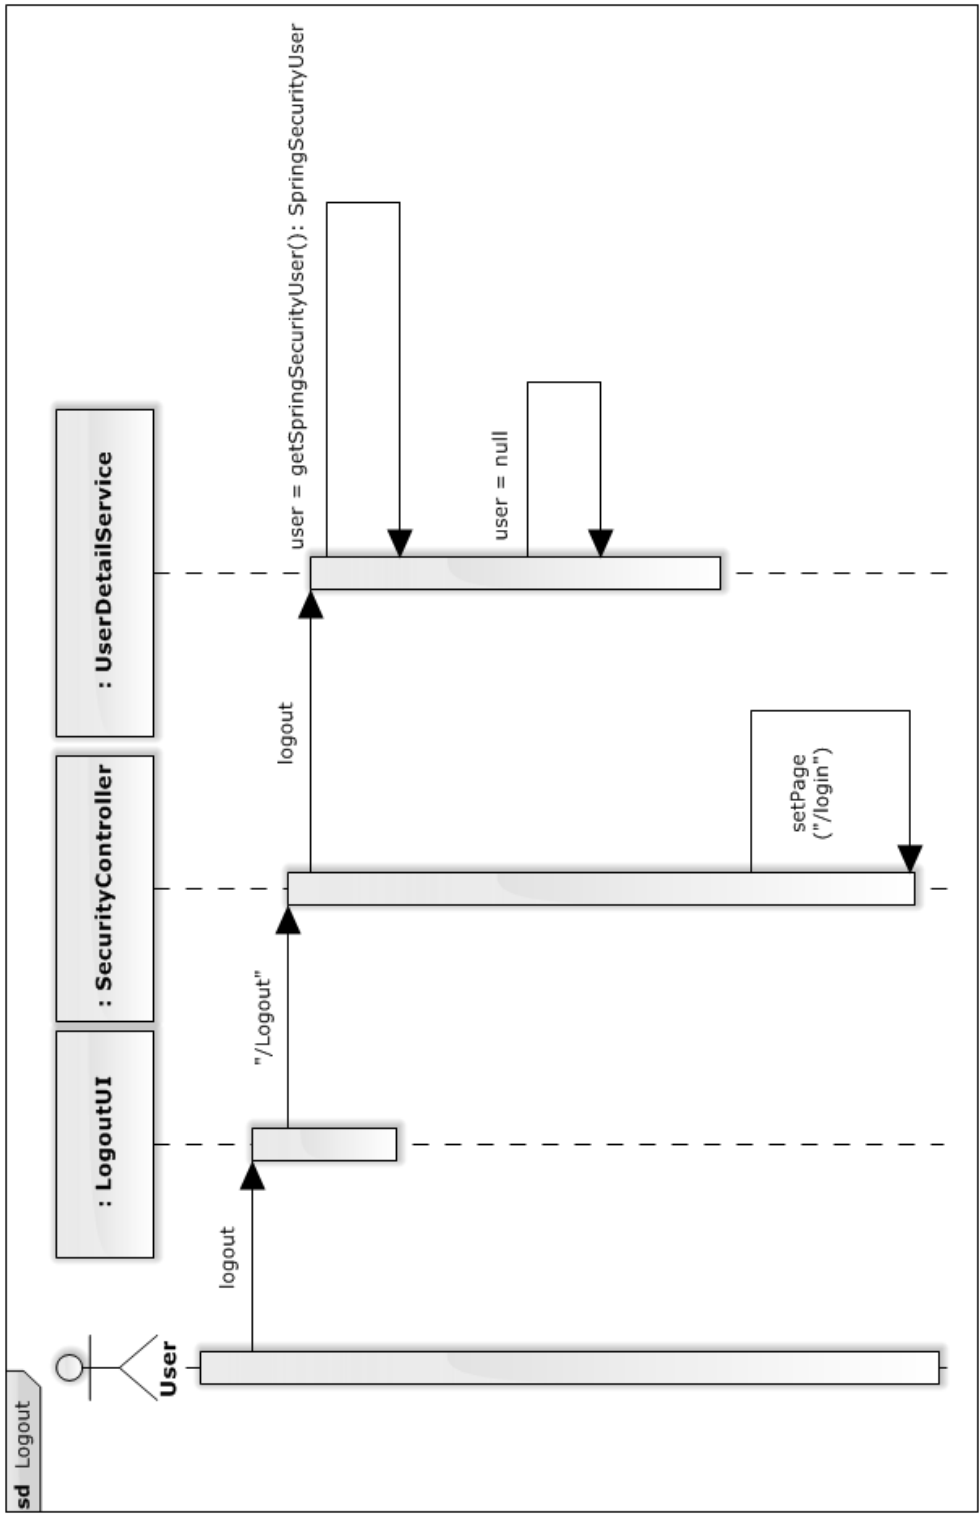 sd Logout
User
: LogoutUI
: SecurityController
: UserDetailService
logout
"/Logout"
logout
user = getSpringSecurityUser(): SpringSecurityUser
user = null
setPage
("/login")